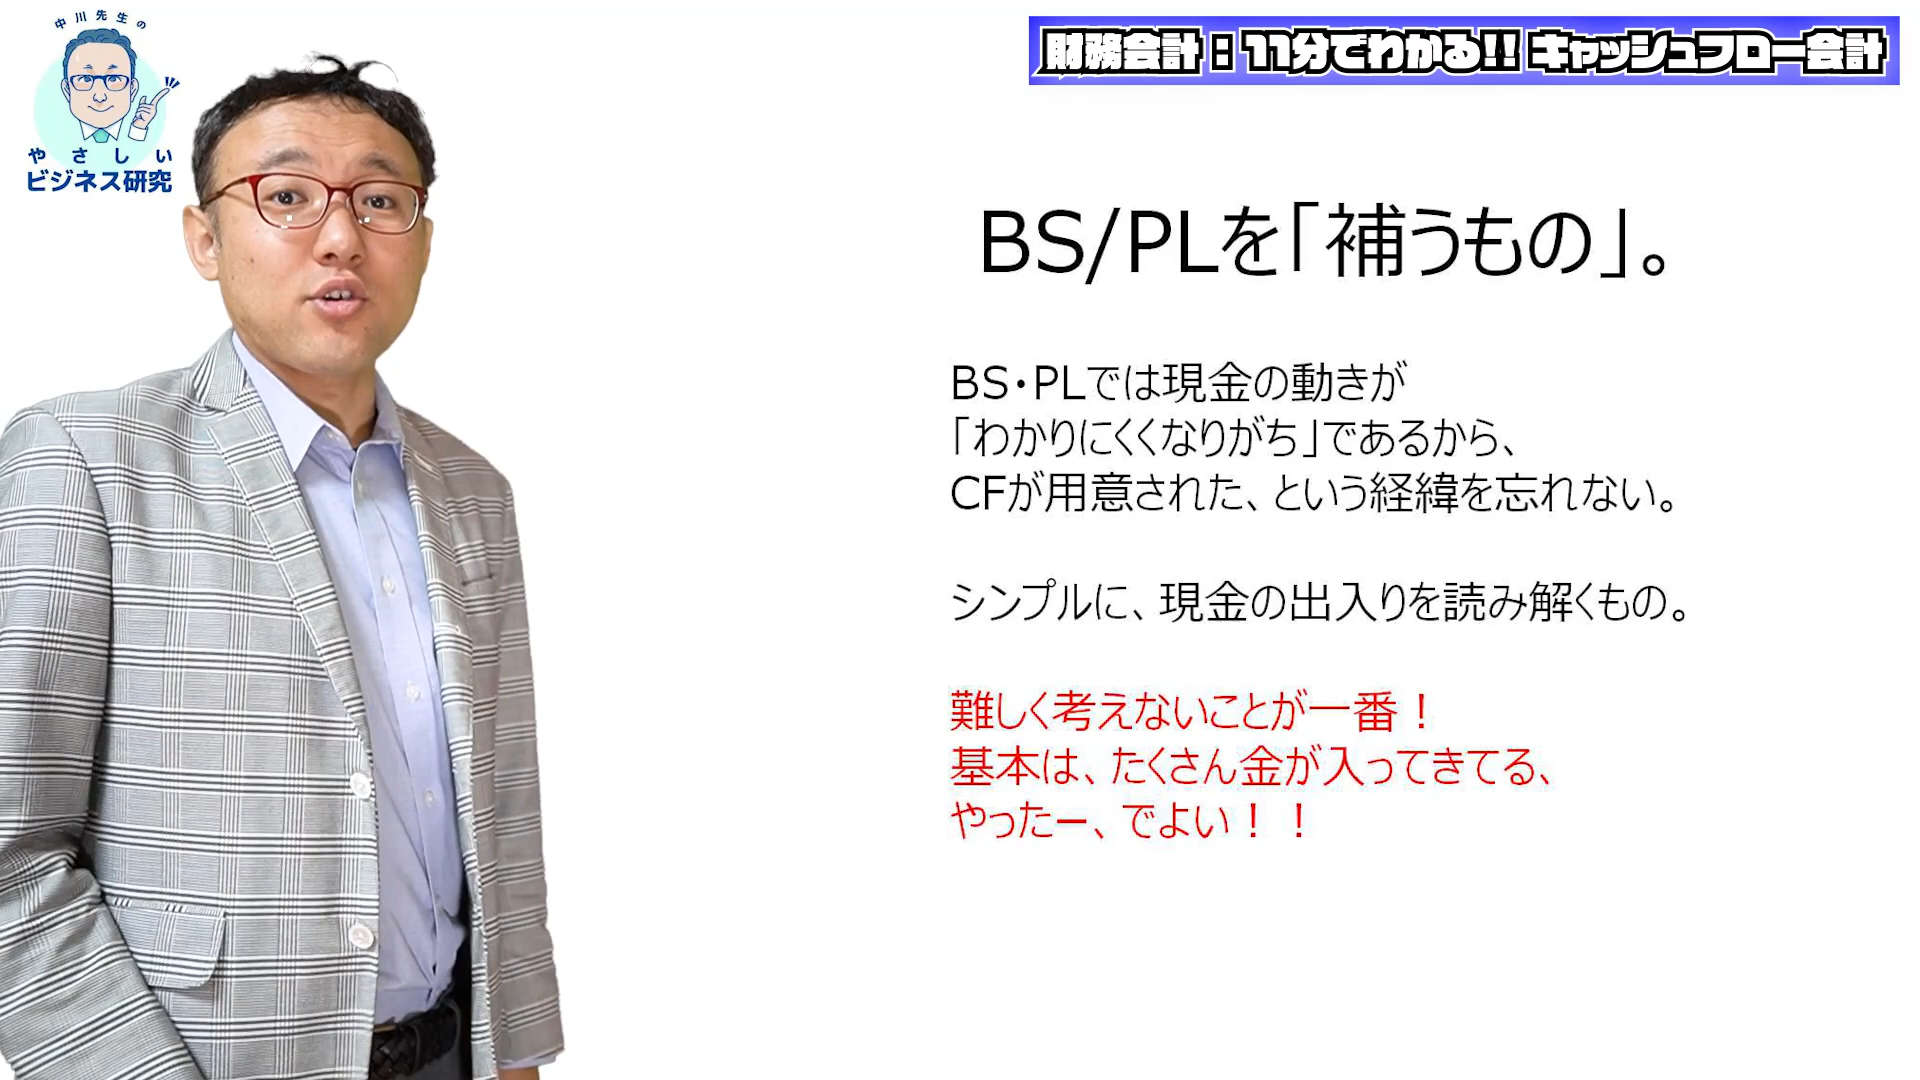 中川先生の
やさしい
ビジネス研究
財務会計：11分でわかる!! キャッシュフロー会計
BS/PLを「補うもの」。
BS・PLでは現金の動きが
「わかりにくくなりがち」であるから、
CFが用意された、という経緯を忘れない。
シンプルに、現金の出入りを読み解くもの。
難しく考えないことが一番！
基本は、たくさん金が入ってきてる、
やったー、でよい！！